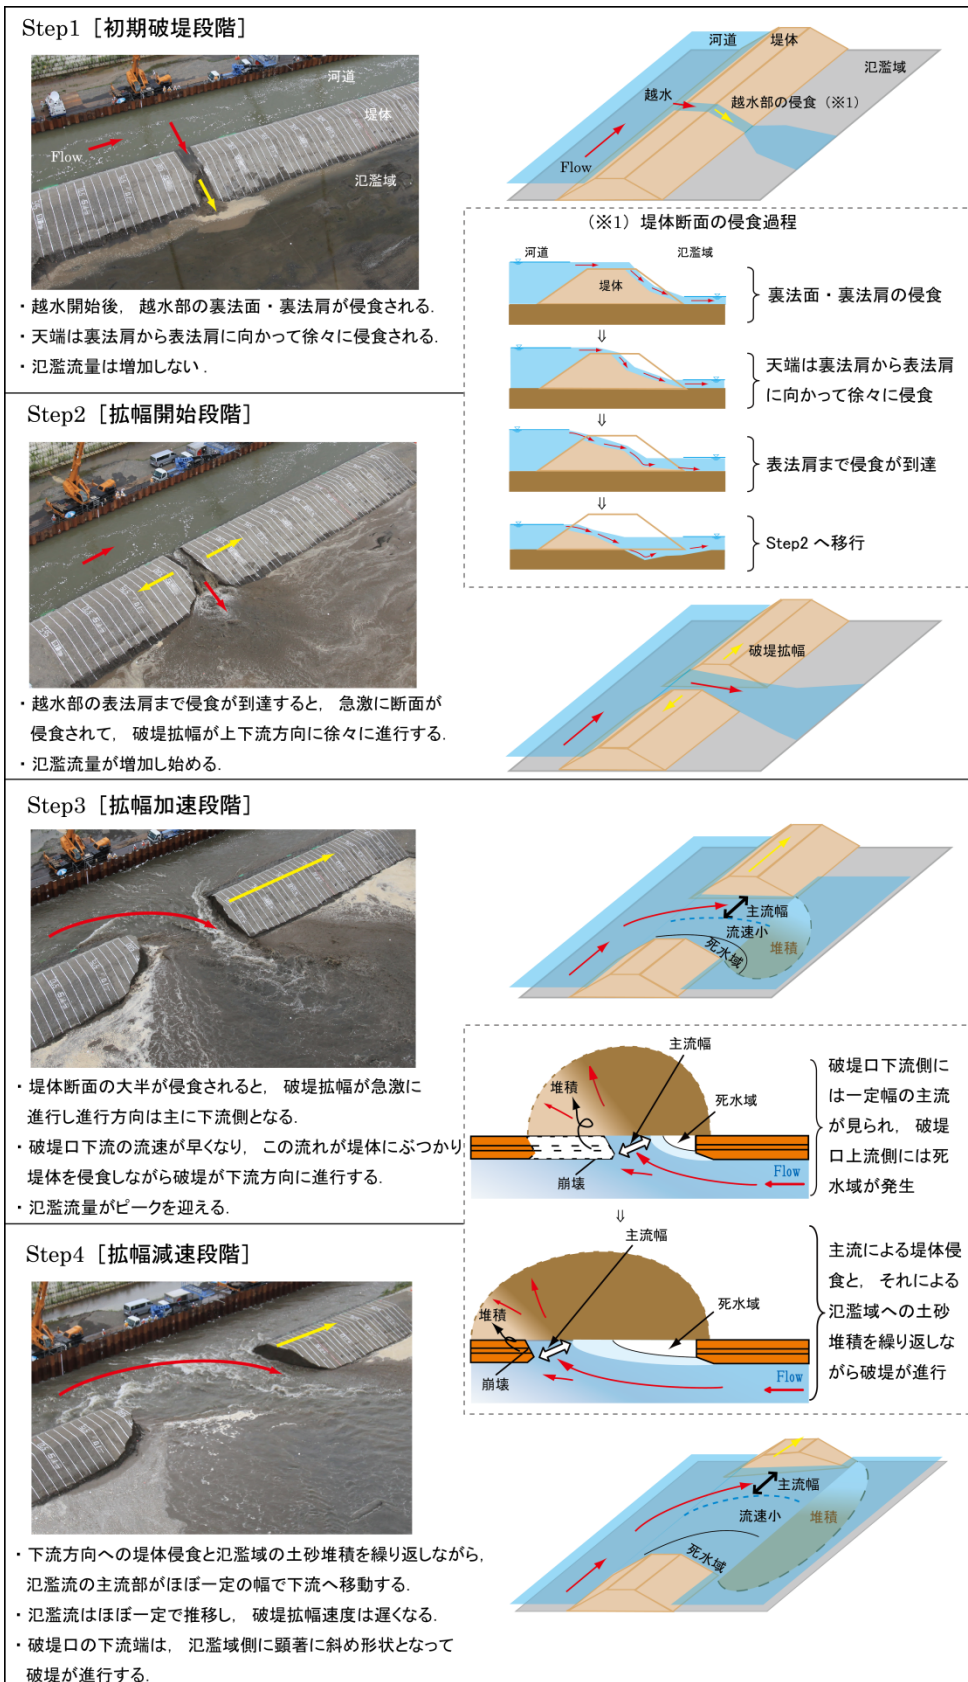 Step1［初期破堤段階］
河道
堤体
Flow
氾濫域
・越水開始後，越水部の裏法面・裏法肩が侵食される．
・天端は裏法肩から表法肩に向かって徐々に侵食される．
・氾濫流量は増加しない．
河道
堤体
氾濫域
越水
越水部の侵食（※1）
Flow
（※1）堤体断面の侵食過程
河道
氾濫域
堤体
裏法面・裏法肩の侵食
⇓
天端は裏法肩から表法肩
に向かって徐々に侵食
⇓
表法肩まで侵食が到達
⇓
Step2 へ移行
Step2［拡幅開始段階］
・越水部の表法肩まで侵食が到達すると，急激に断面が
侵食されて，破堤拡幅が上下流方向に徐々に進行する．
・氾濫流量が増加し始める．
破堤拡幅
Step3［拡幅加速段階］
・堤体断面の大半が侵食されると，破堤拡幅が急激に
進行し進行方向は主に下流側となる．
・破堤口下流の流速が早くなり，この流れが堤体にぶつかり
堤体を侵食しながら破堤が下流方向に進行する．
・氾濫流量がピークを迎える．
主流幅
流速小
死水域
堆積
主流幅
堆積
死水域
崩壊
Flow
破堤口下流側に
は一定幅の主流
が見られ，破堤
口上流側には死
水域が発生
⇓
主流幅
堆積
死水域
崩壊
Flow
主流による堤体侵
食と，それによる
氾濫域への土砂
堆積を繰り返しな
がら破堤が進行
Step4［拡幅減速段階］
・下流方向への堤体侵食と氾濫域の土砂堆積を繰り返しながら，
氾濫流の主流部がほぼ一定の幅で下流へ移動する．
・氾濫流はほぼ一定で推移し，破堤拡幅速度は遅くなる．
・破堤口の下流端は，氾濫域側に顕著に斜め形状となって
破堤が進行する．
主流幅
流速小
死水域
堆積